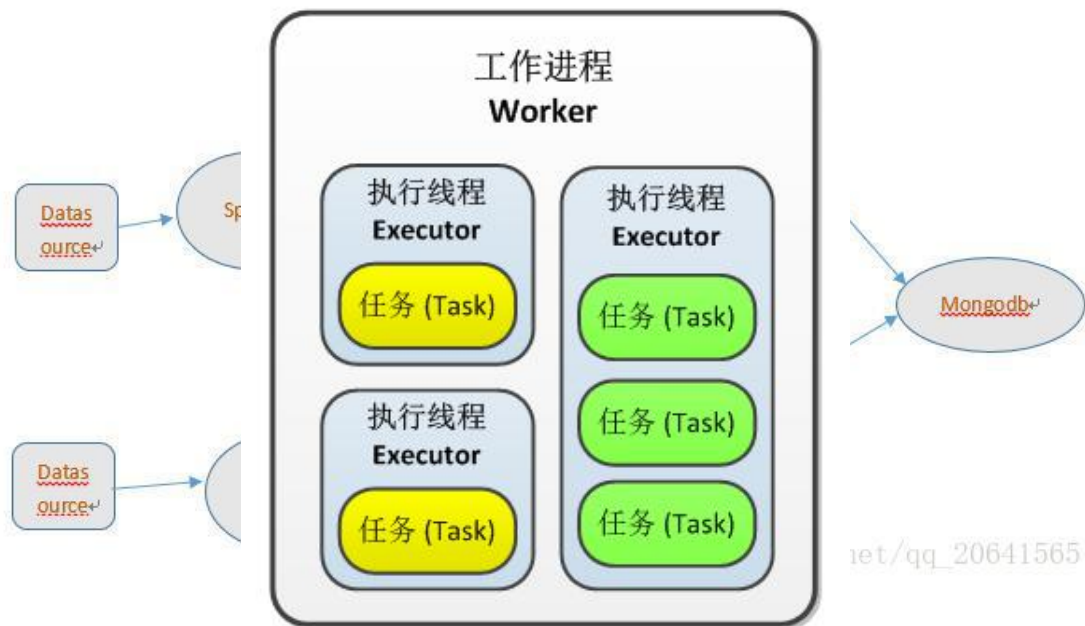 工作进程
Worker
执行线程
Executor
任务 (Task)
执行线程
Executor
任务 (Task)
执行线程
Executor
任务 (Task)
任务 (Task)
任务 (Task)
Datas
ource
Sp
Datas
ource
Mongodb
net/qq_20641565